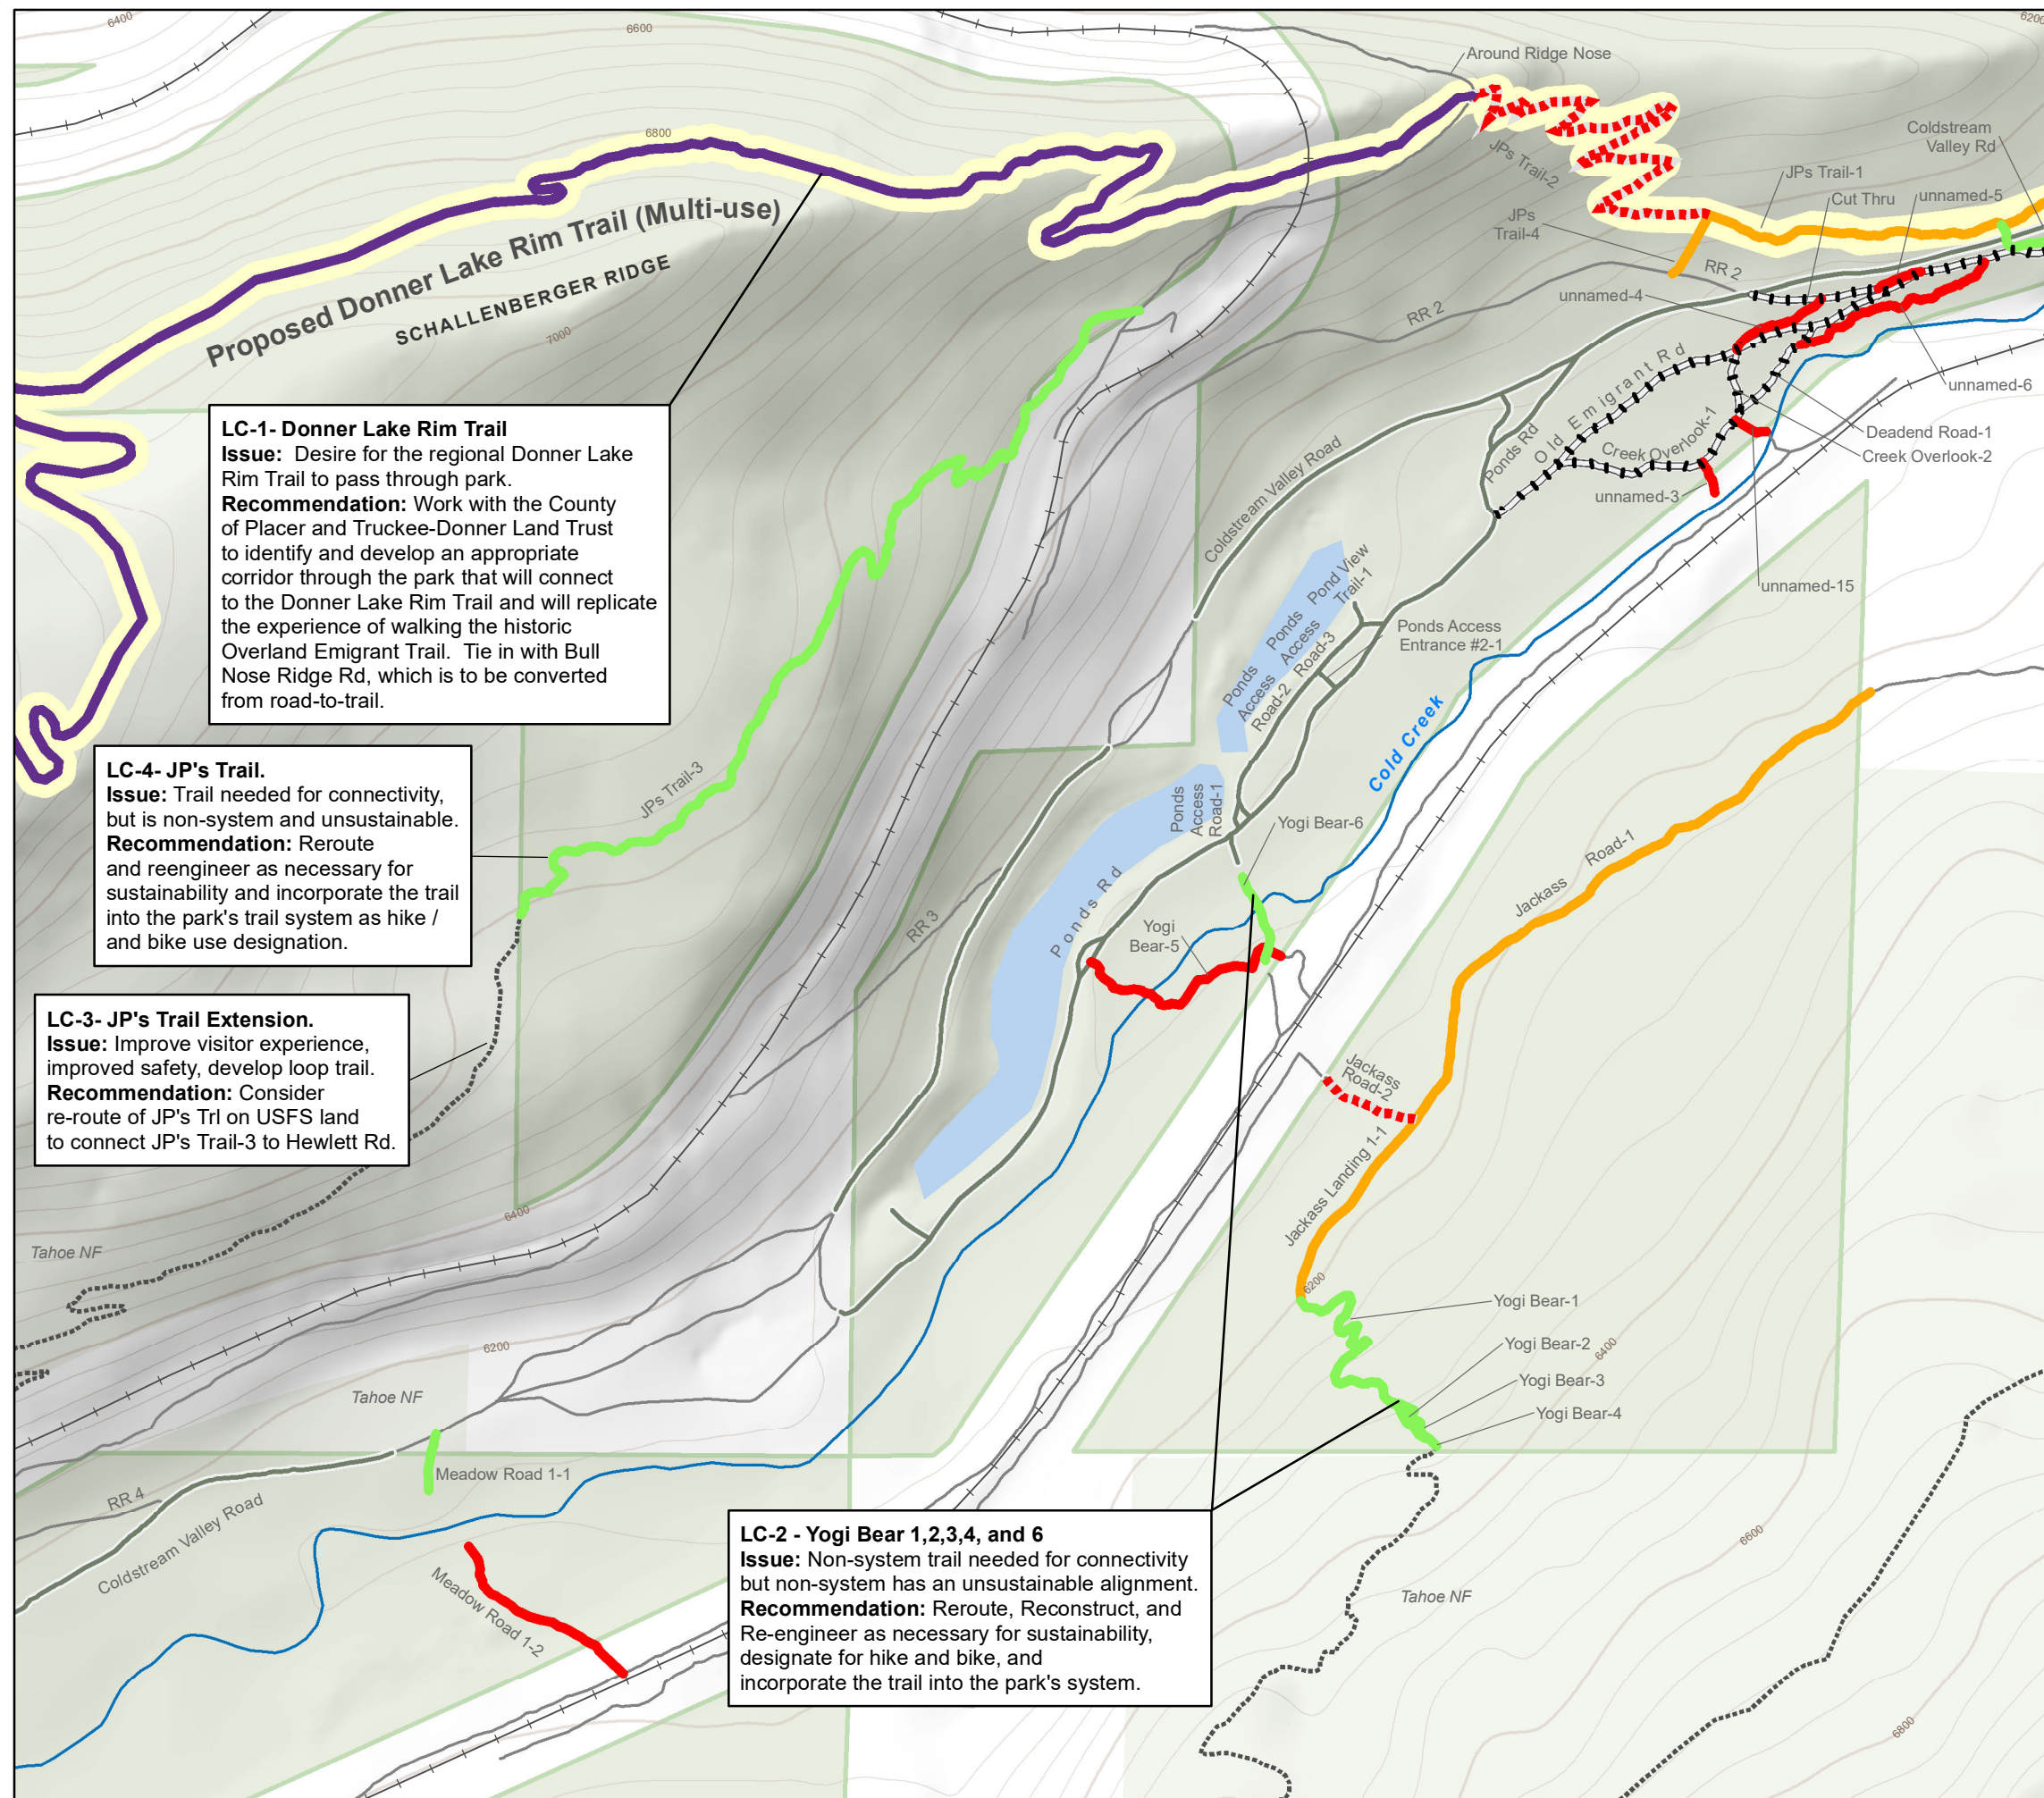 6400
6600
6200
Around Ridge Nose
6800
Coldstream
Valley Rd
JPs Trail-2
JPs Trail-1
Cut Thru
unnamed-5
JPs
Trail-4
RR 2
Proposed Donner Lake Rim Trail (Multi-use)
SCHALLENBERGER RIDGE
7000
unnamed-4
RR 2
Old Emigrant Rd
unnamed-6
LC-1- Donner Lake Rim Trail
Issue:  Desire for the regional Donner Lake
Rim Trail to pass through park.
Recommendation: Work with the County
of Placer and Truckee-Donner Land Trust
to identify and develop an appropriate
corridor through the park that will connect
to the Donner Lake Rim Trail and will replicate
the experience of walking the historic
Overland Emigrant Trail.  Tie in with Bull
Nose Ridge Rd, which is to be converted
from road-to-trail.
Deadend Road-1
Creek Overlook-1
Creek Overlook-2
Ponds Rd
unnamed-3
Coldstream Valley Road
unnamed-15
Pond View
Trail-1
Ponds
Access
Road-3
Ponds Access
Entrance #2-1
Ponds
Access
Road-2
Cold Creek
LC-4- JP's Trail.
Issue: Trail needed for connectivity,
but is non-system and unsustainable.
Recommendation: Reroute
and reengineer as necessary for
sustainability and incorporate the trail
into the park's trail system as hike /
and bike use designation.
JPs Trail-3
Ponds
Access
Road-1
Yogi Bear-6
Jackass
Road-1
RR 3
Ponds Rd
Yogi
Bear-5
LC-3- JP's Trail Extension.
Issue: Improve visitor experience,
improved safety, develop loop trail.
Recommendation: Consider
re-route of JP's Trl on USFS land
to connect JP's Trail-3 to Hewlett Rd.
Jackass
Road-2
Jackass Landing 1-1
6400
Tahoe NF
6200
Yogi Bear-1
6200
Yogi Bear-2
6400
Yogi Bear-3
Tahoe NF
Yogi Bear-4
Meadow Road 1-1
RR 4
Coldstream Valley Road
Meadow Road 1-2
LC-2 - Yogi Bear 1,2,3,4, and 6
Issue: Non-system trail needed for connectivity
but non-system has an unsustainable alignment.
Recommendation: Reroute, Reconstruct, and
Re-engineer as necessary for sustainability,
designate for hike and bike, and
incorporate the trail into the park's system.
6600
Tahoe NF
6800